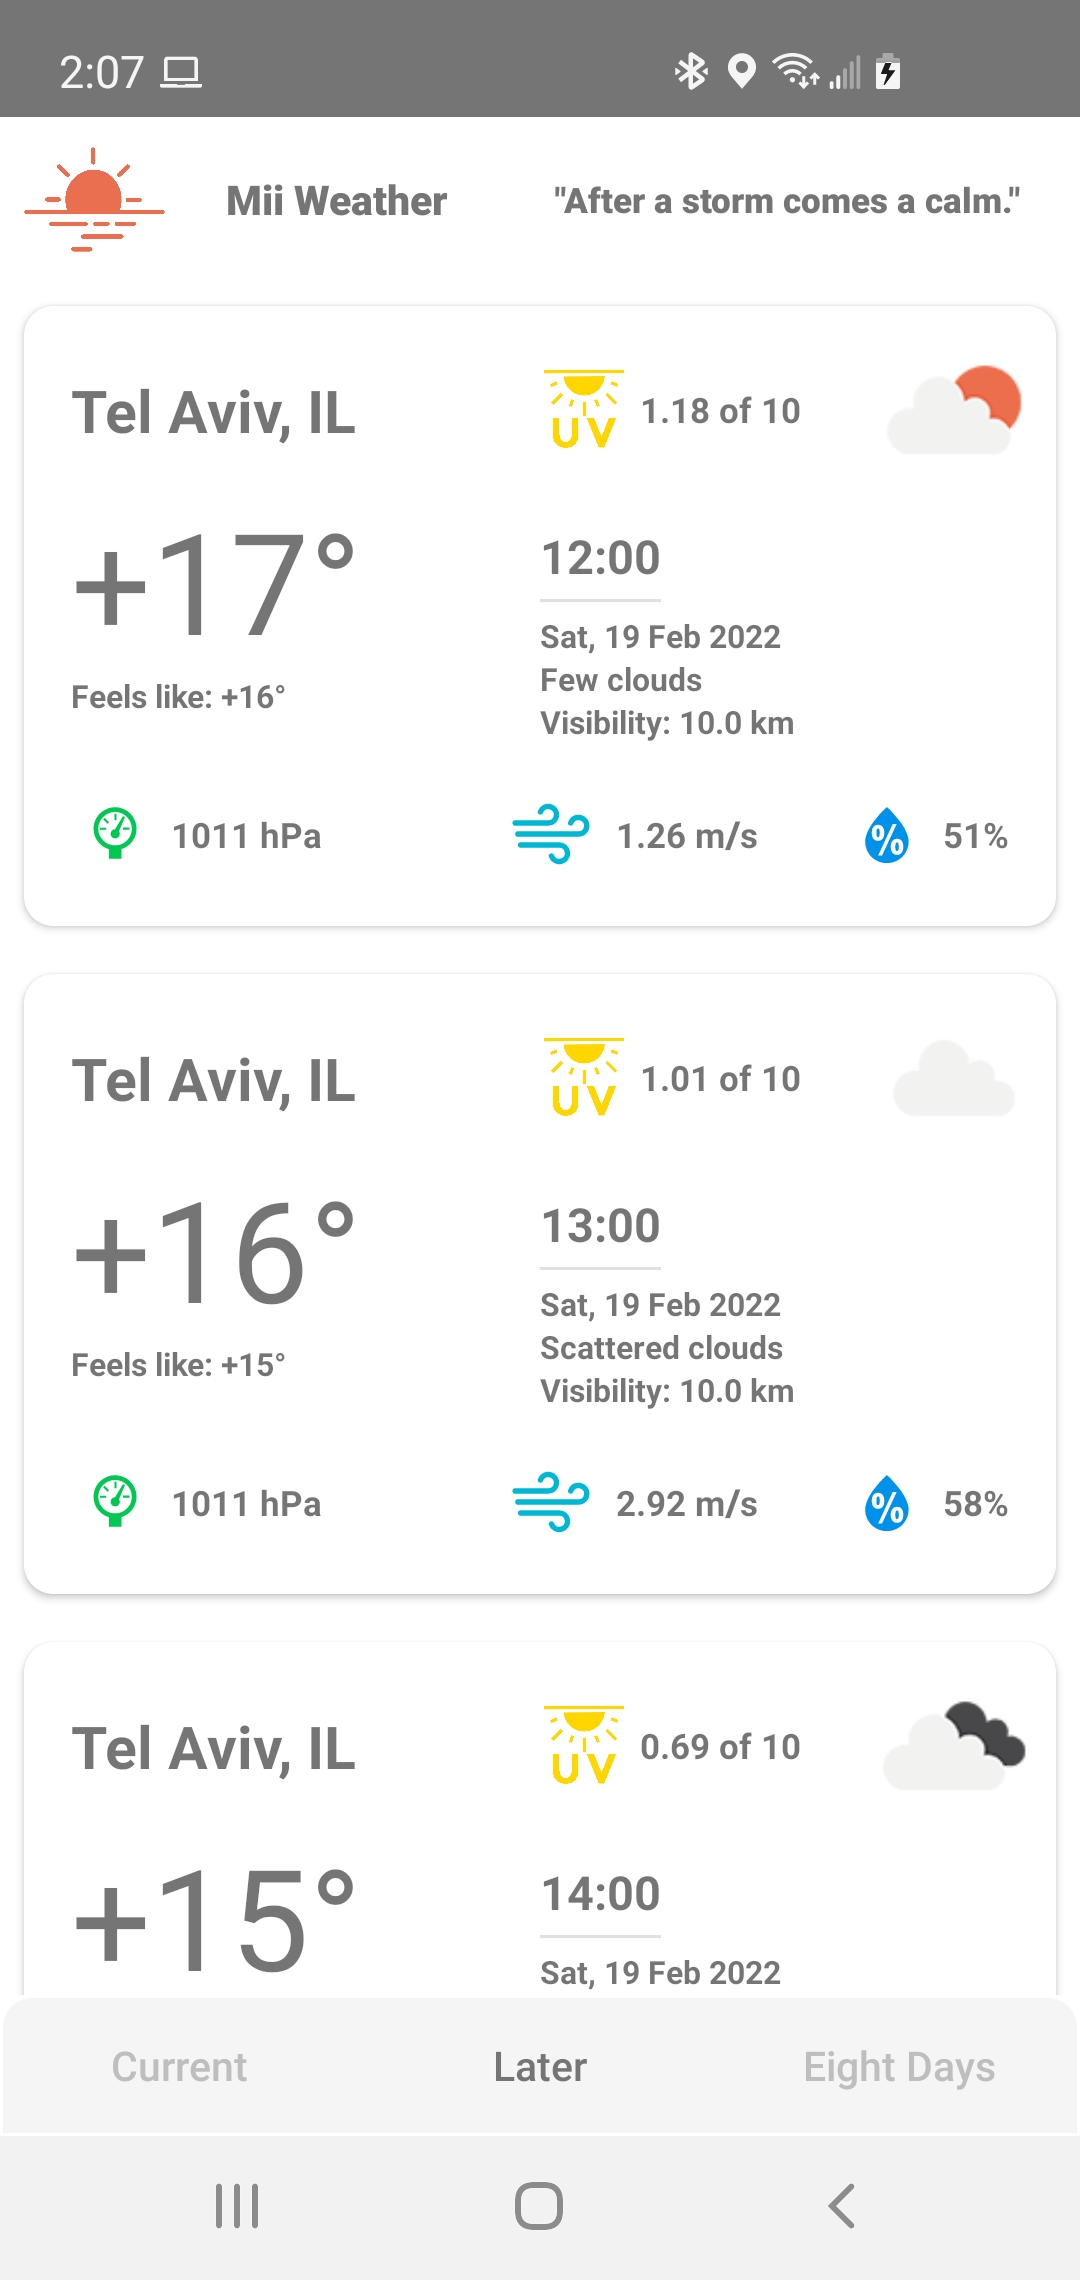 2:07
Mii Weather "After a storm comes a calm."
Tel Aviv, IL UV 1.18 of 10
+17° 12:00
Sat, 19 Feb 2022
Few clouds
Feels like: +16° Visibility: 10.0 km
1011 hPa 1.26 m/s % 51%
Tel Aviv, IL UV 1.01 of 10
+16° 13:00
Sat, 19 Feb 2022
Scattered clouds
Feels like: +15° Visibility: 10.0 km
1011 hPa 2.92 m/s % 58%
Tel Aviv, IL UV 0.69 of 10
+15° 14:00
Sat, 19 Feb 2022
Current Later Eight Days